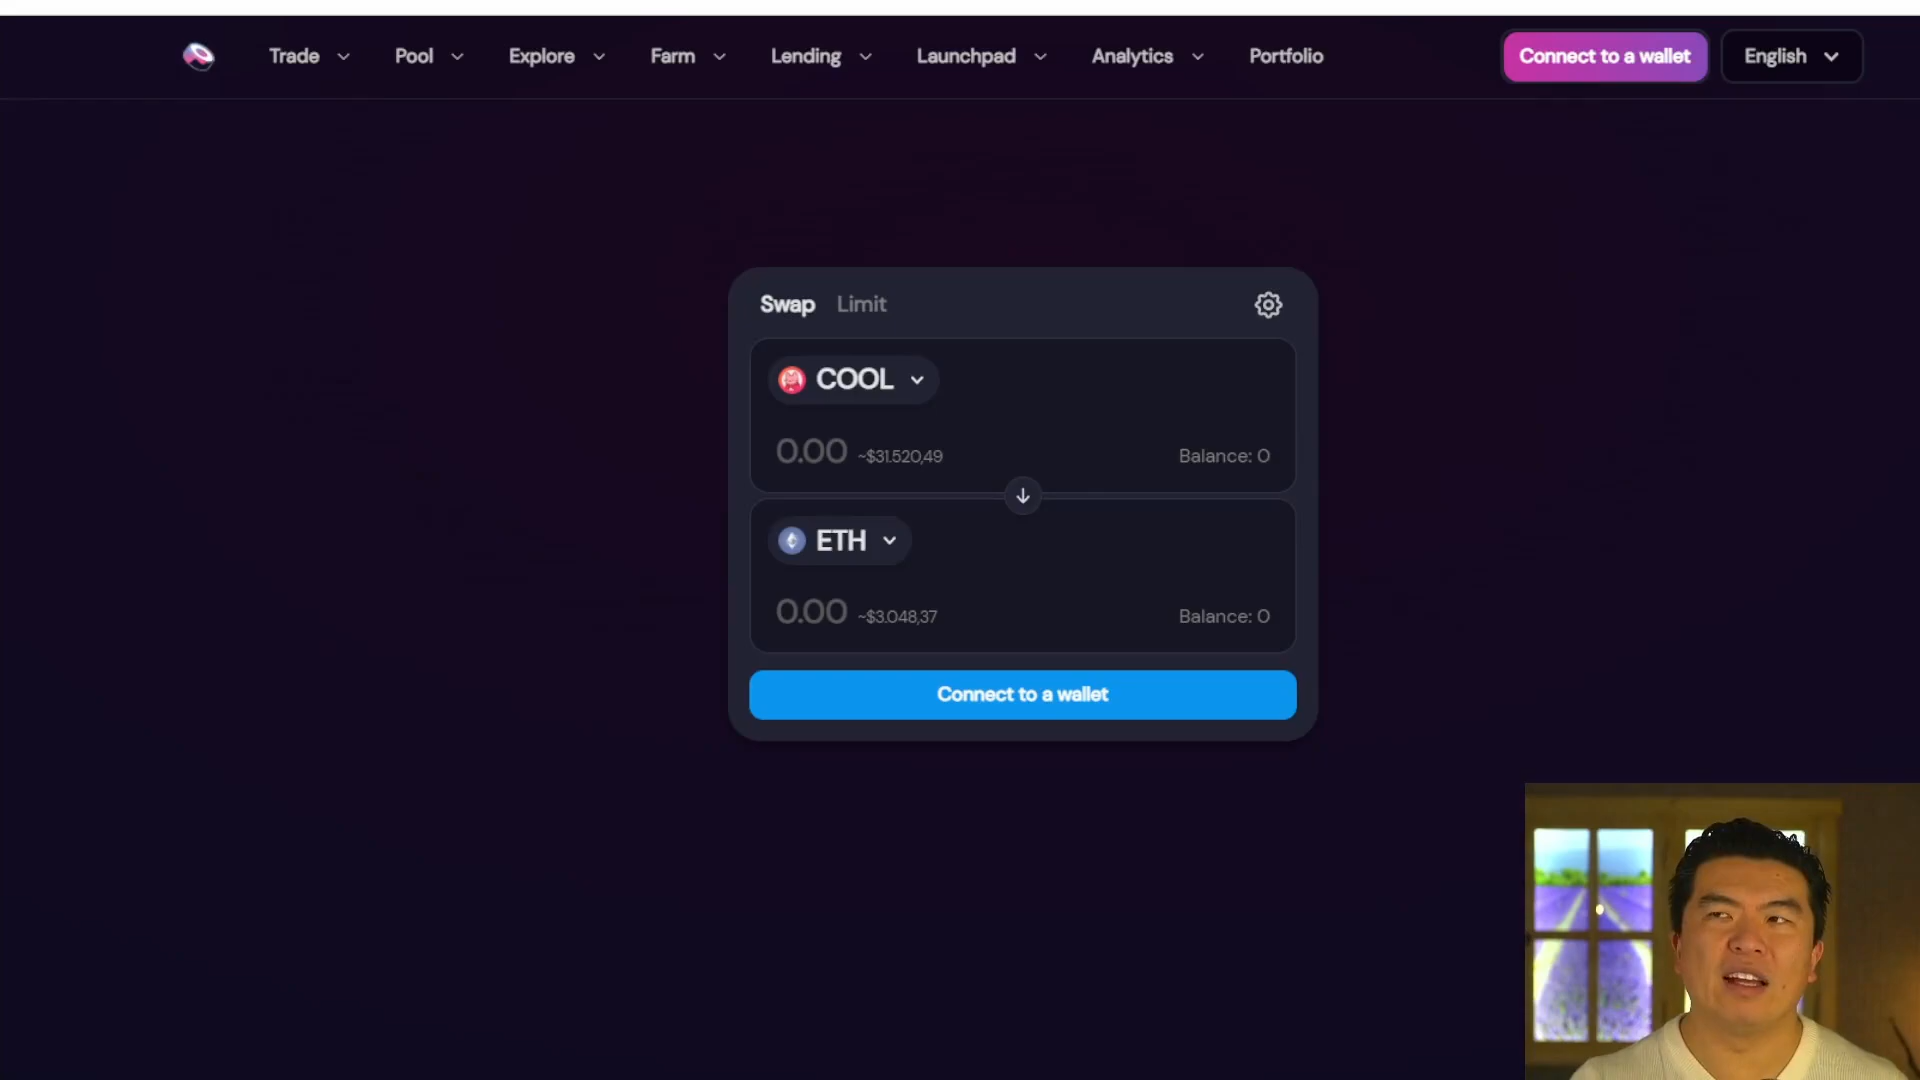 Trade Pool Explore Farm Lending Launchpad Analytics Portfolio Connect to a wallet English
Swap Limit
COOL
0.00 ~$31.520,49 Balance: 0
ETH
0.00 ~$3.048,37 Balance: 0
Connect to a wallet